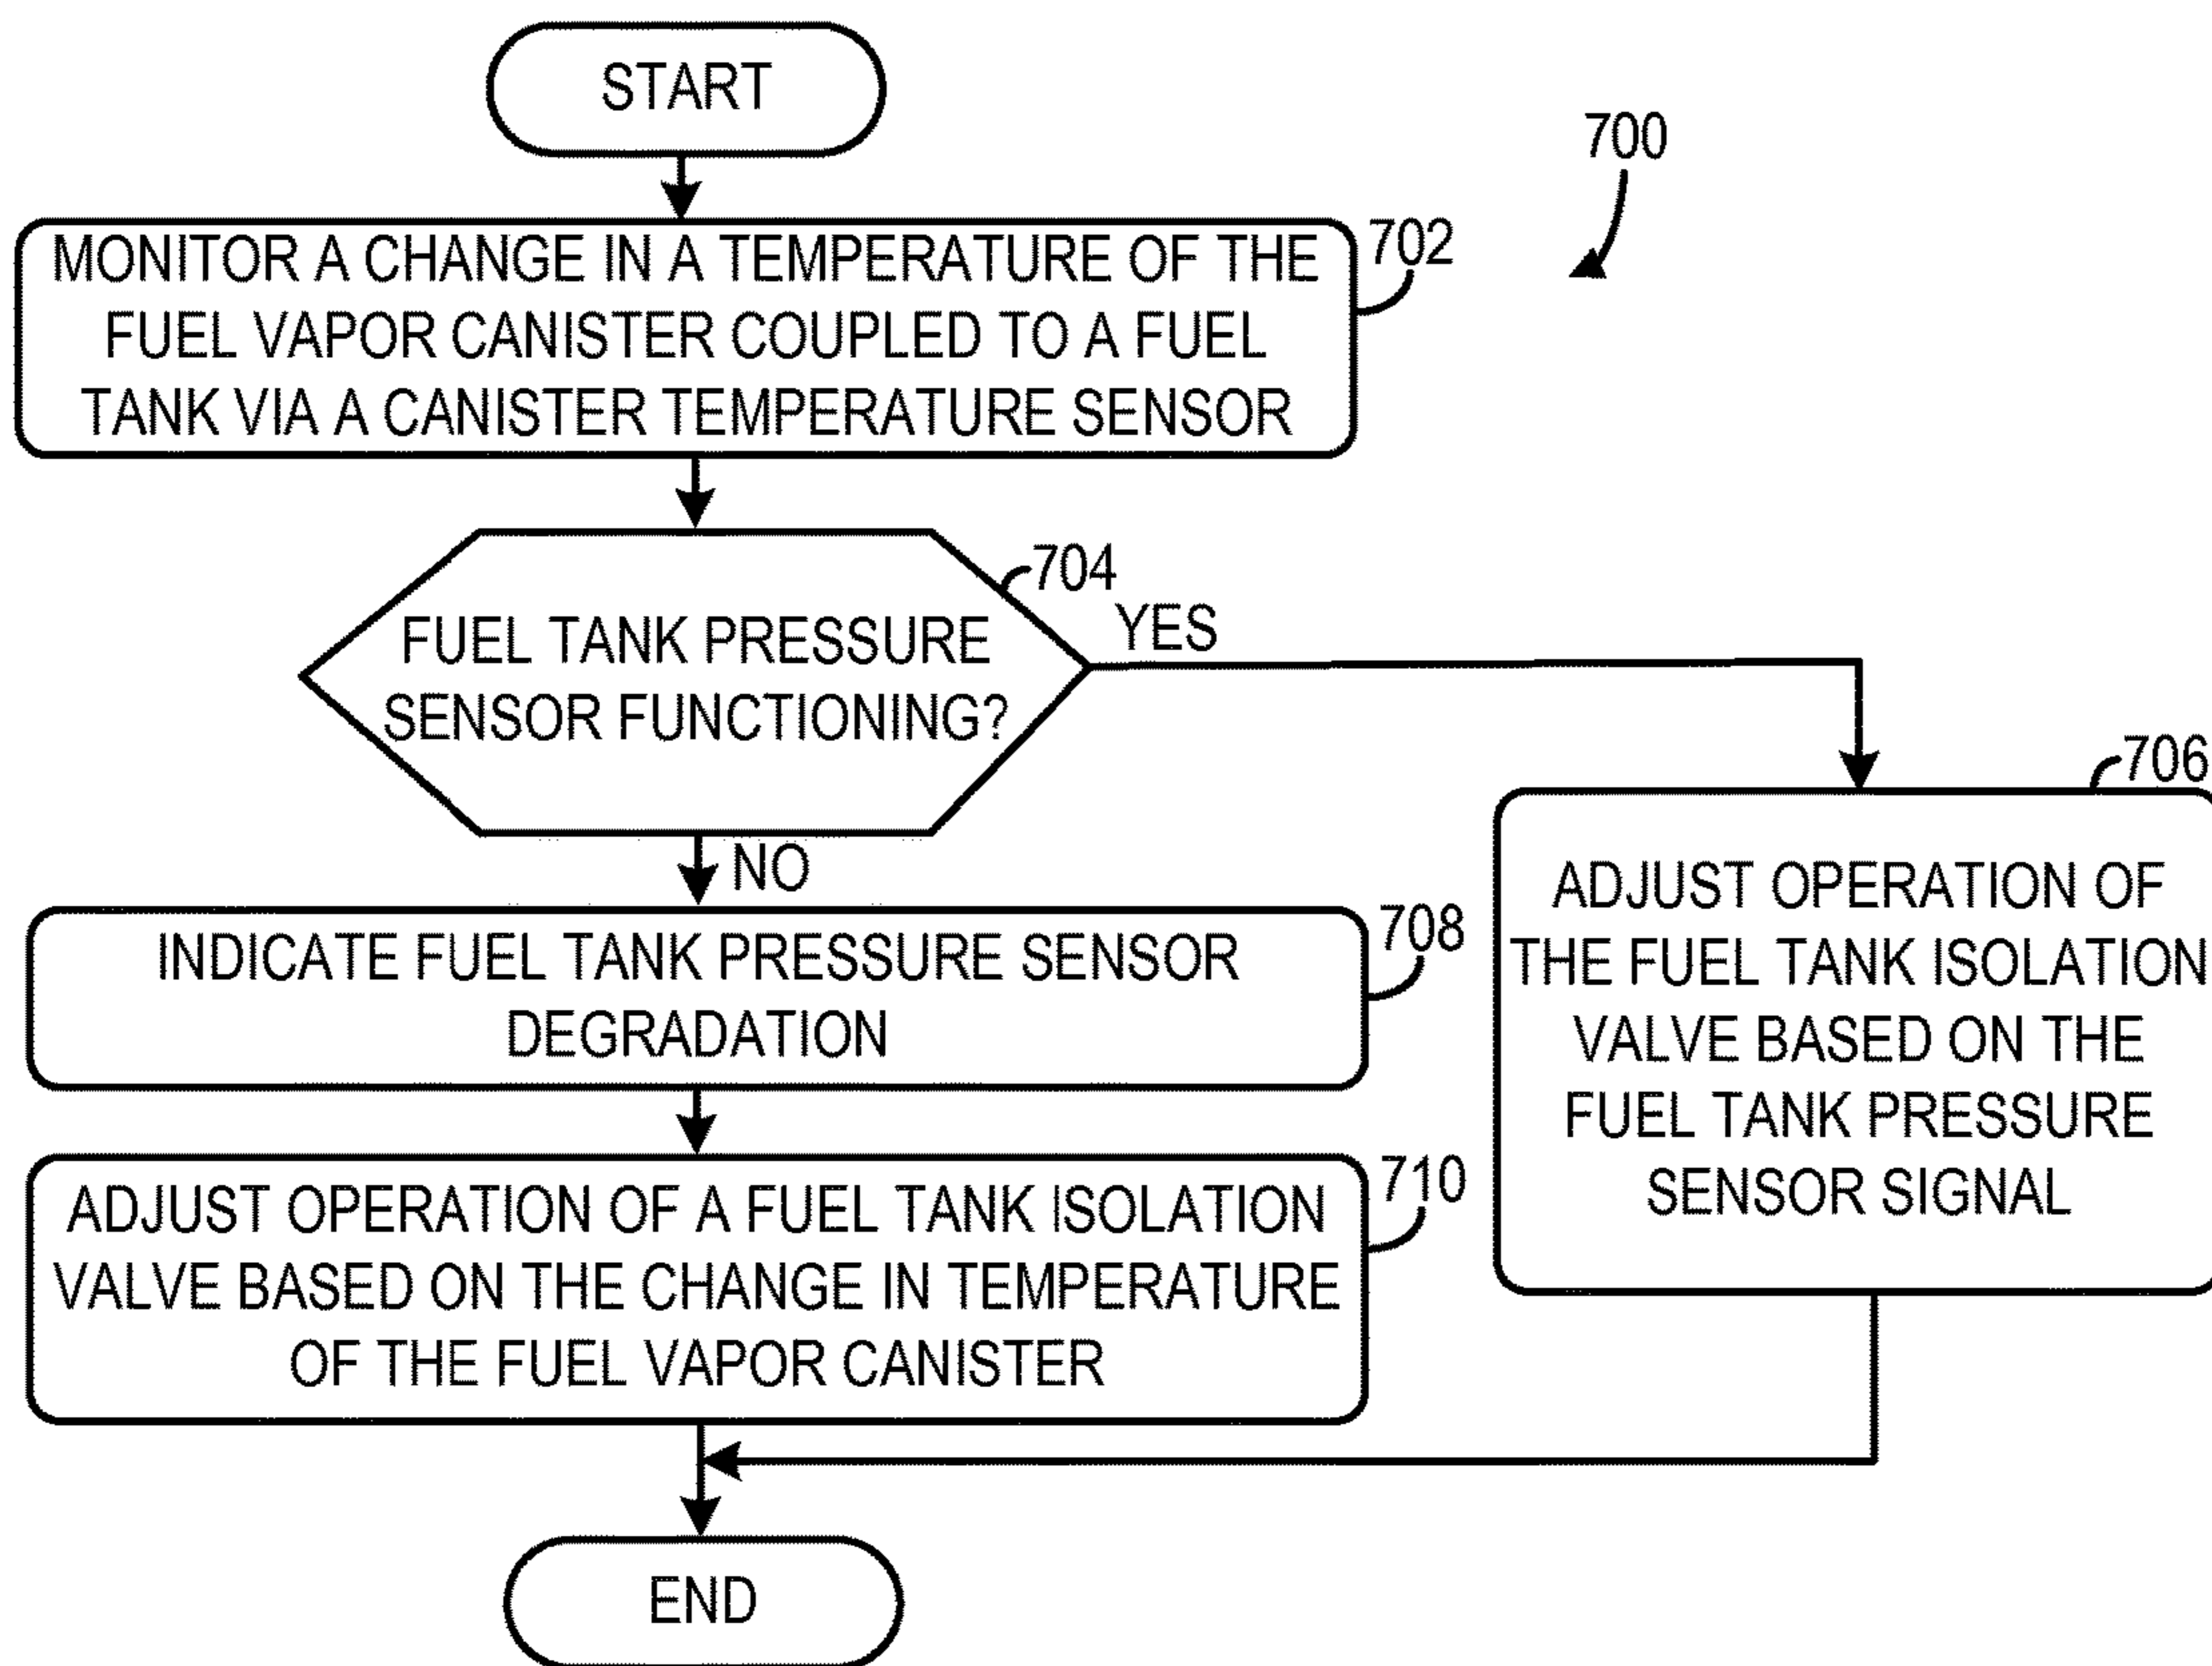 START
700
MONITOR A CHANGE IN A TEMPERATURE OF THE
FUEL VAPOR CANISTER COUPLED TO A FUEL
TANK VIA A CANISTER TEMPERATURE SENSOR
702
FUEL TANK PRESSURE
SENSOR FUNCTIONING?
704
YES
NO
706
ADJUST OPERATION OF
THE FUEL TANK ISOLATION
VALVE BASED ON THE
FUEL TANK PRESSURE
SENSOR SIGNAL
INDICATE FUEL TANK PRESSURE SENSOR
DEGRADATION
708
ADJUST OPERATION OF A FUEL TANK ISOLATION
VALVE BASED ON THE CHANGE IN TEMPERATURE
OF THE FUEL VAPOR CANISTER
710
END